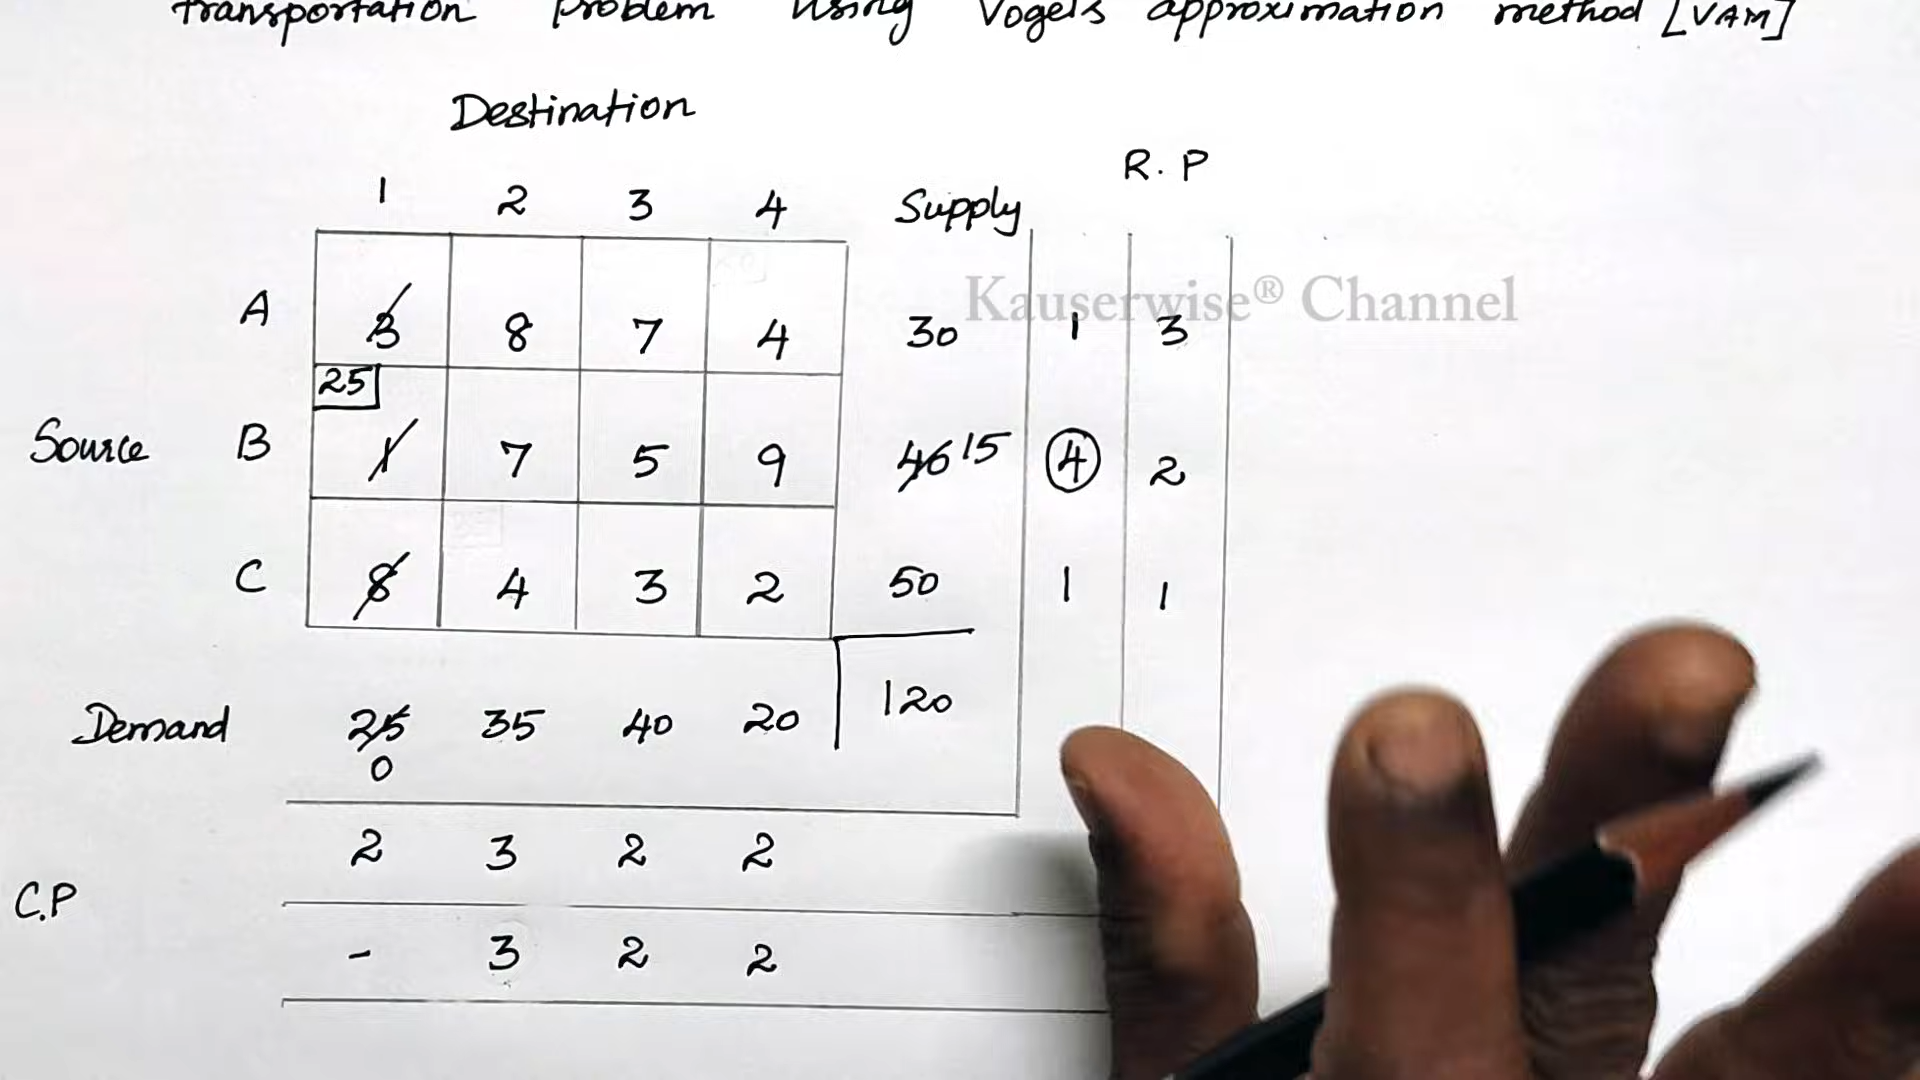 transportation problem using Vogel's approximation method [VAM]
Destination
R. P
1 2 3 4 Supply
Kauserwise® Channel
A 3 8 7 4 30 1 3
25
Source B 1 7 5 9 40 15 4 2
C 8 4 3 2 50 1 1
Demand 25 35 40 20 120
0
2 3 2 2
C.P
- 3 2 2